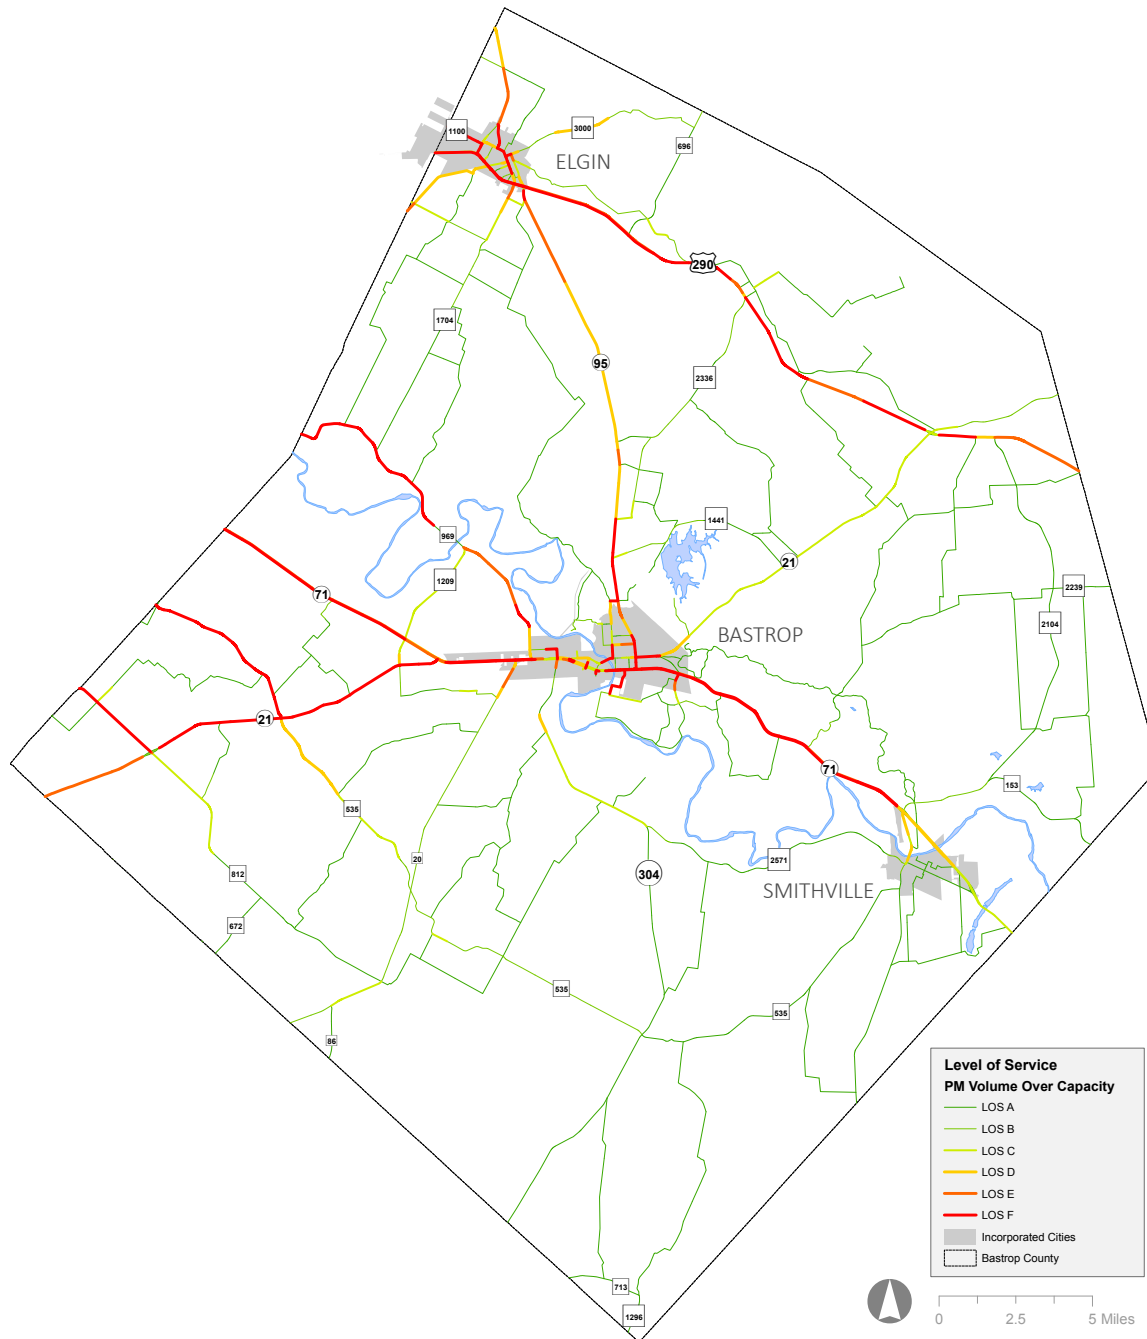 1100
3000
696
ELGIN
290
1704
95
2336
1441
969
21
1209
71
2239
2104
BASTROP
21
71
153
535
20
2571
304
812
SMITHVILLE
672
535
535
86
713
1296
Level of Service
PM Volume Over Capacity
LOS A
LOS B
LOS C
LOS D
LOS E
LOS F
Incorporated Cities
Bastrop County
0 2.5 5 Miles